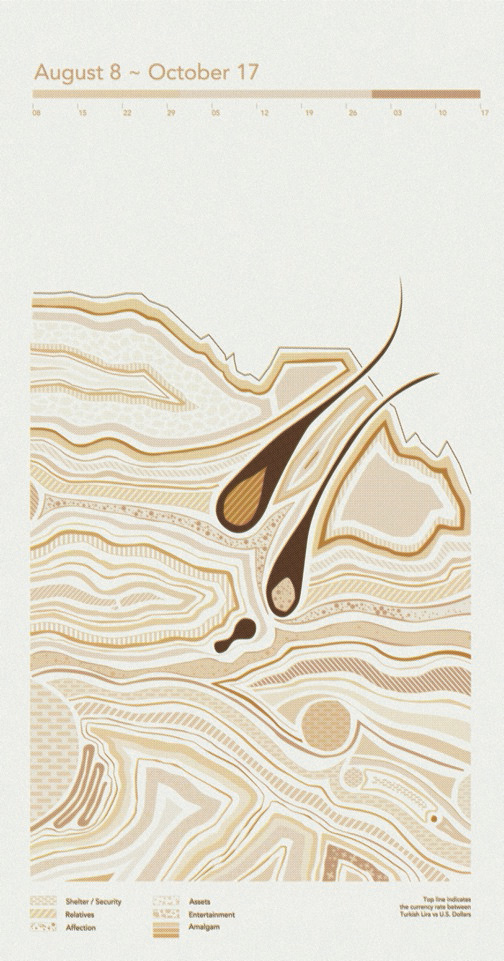 August 8 ~ October 17
08 15 22 29 05 12 19 26 03 10 17
Shelter / Security
Relatives
Affection
Assets
Entertainment
Amalgam
Top line indicates
the currency rate between
Turkish Lira vs U.S. Dollars